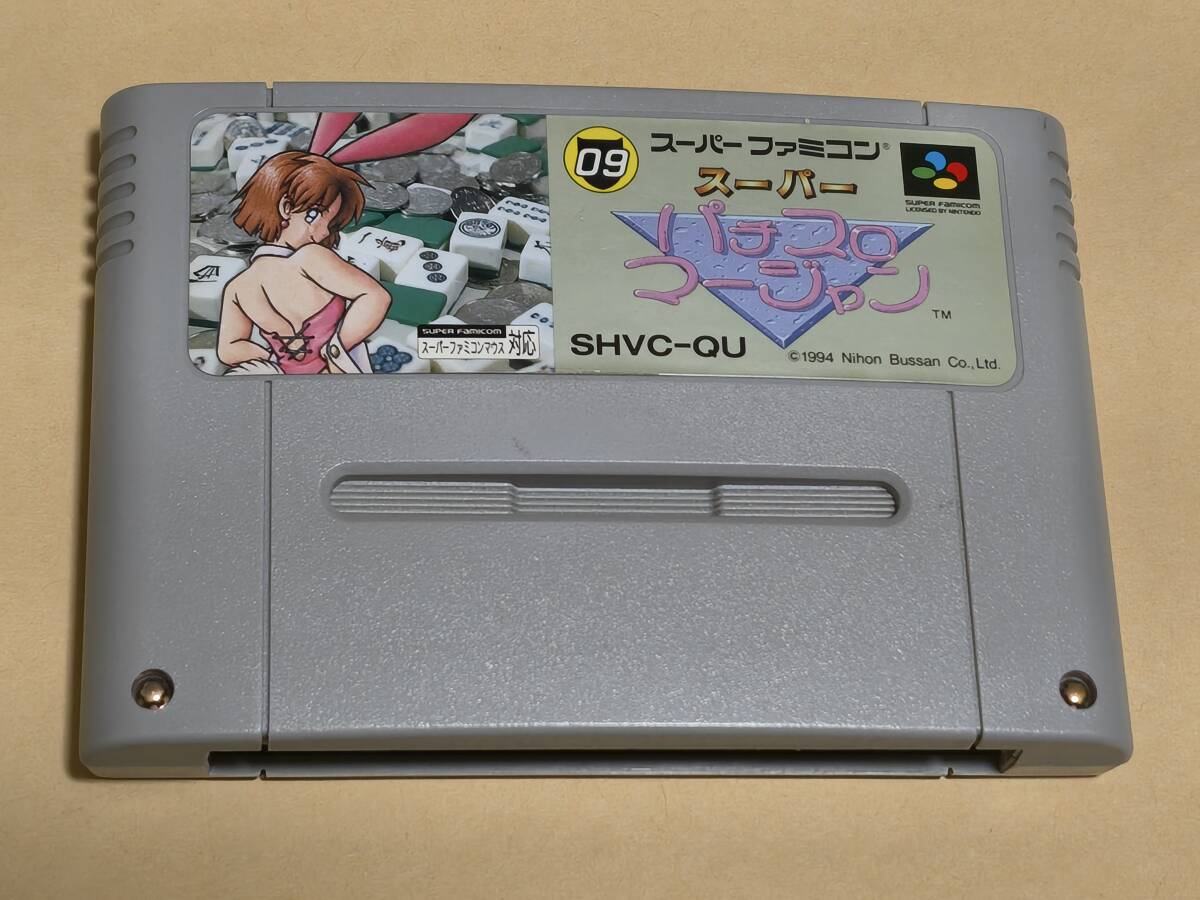 09
スーパーファミコン®
スーパー
パチスロ
マージャン
TM
SUPER FAMICOM
LICENSED BY NINTENDO
SUPER FAMICOM
スーパーファミコンマウス 対応
SHVC-QU
©1994 Nihon Bussan Co.,Ltd.